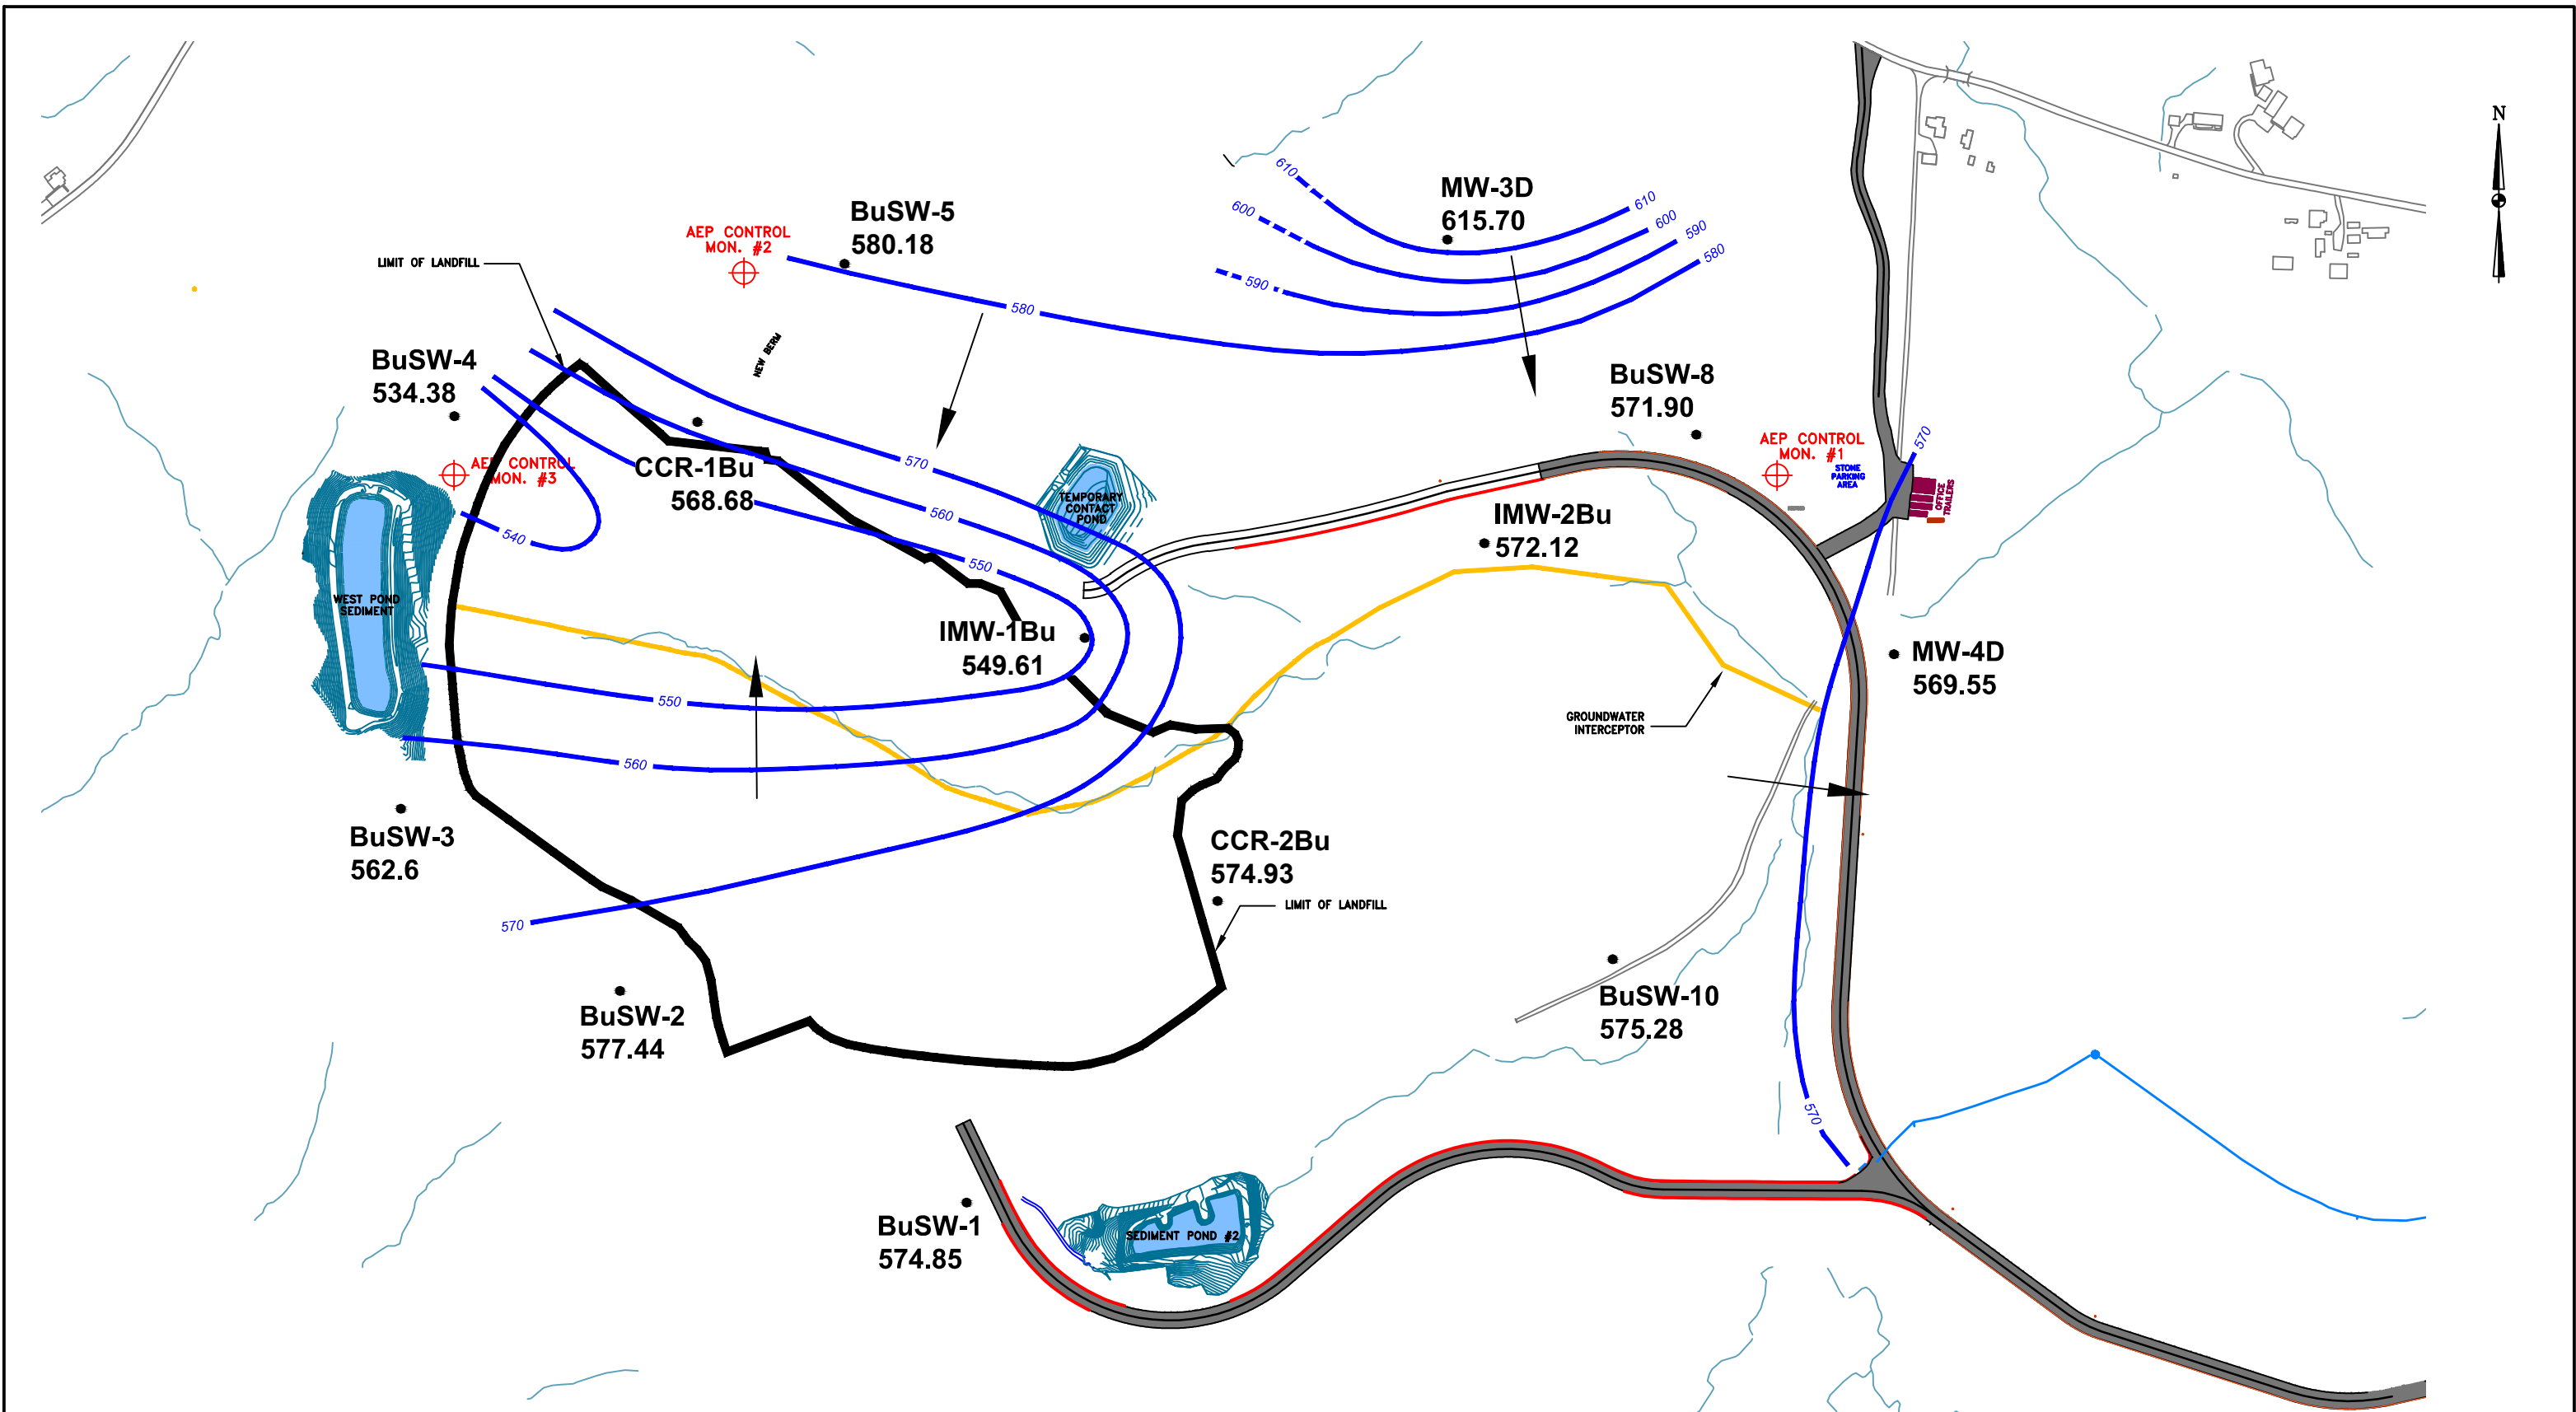 N
610
MW-3D
615.70
610
600
600
590
580
590
BuSW-5
580.18
AEP CONTROL
MON. #2
LIMIT OF LANDFILL
580
NEW BERM
BuSW-4
534.38
BuSW-8
571.90
AEP CONTROL
MON. #1
STONE
PARKING
AREA
570
OFFICE
TRAILERS
AEP CONTROL
MON. #3
CCR-1Bu
568.68
570
TEMPORARY
CONTACT
POND
560
540
550
IMW-2Bu
572.12
WEST POND
SEDIMENT
IMW-1Bu
549.61
MW-4D
569.55
550
GROUNDWATER
INTERCEPTOR
560
BuSW-3
562.6
CCR-2Bu
574.93
LIMIT OF LANDFILL
570
BuSW-2
577.44
BuSW-10
575.28
570
BuSW-1
574.85
SEDIMENT POND #2